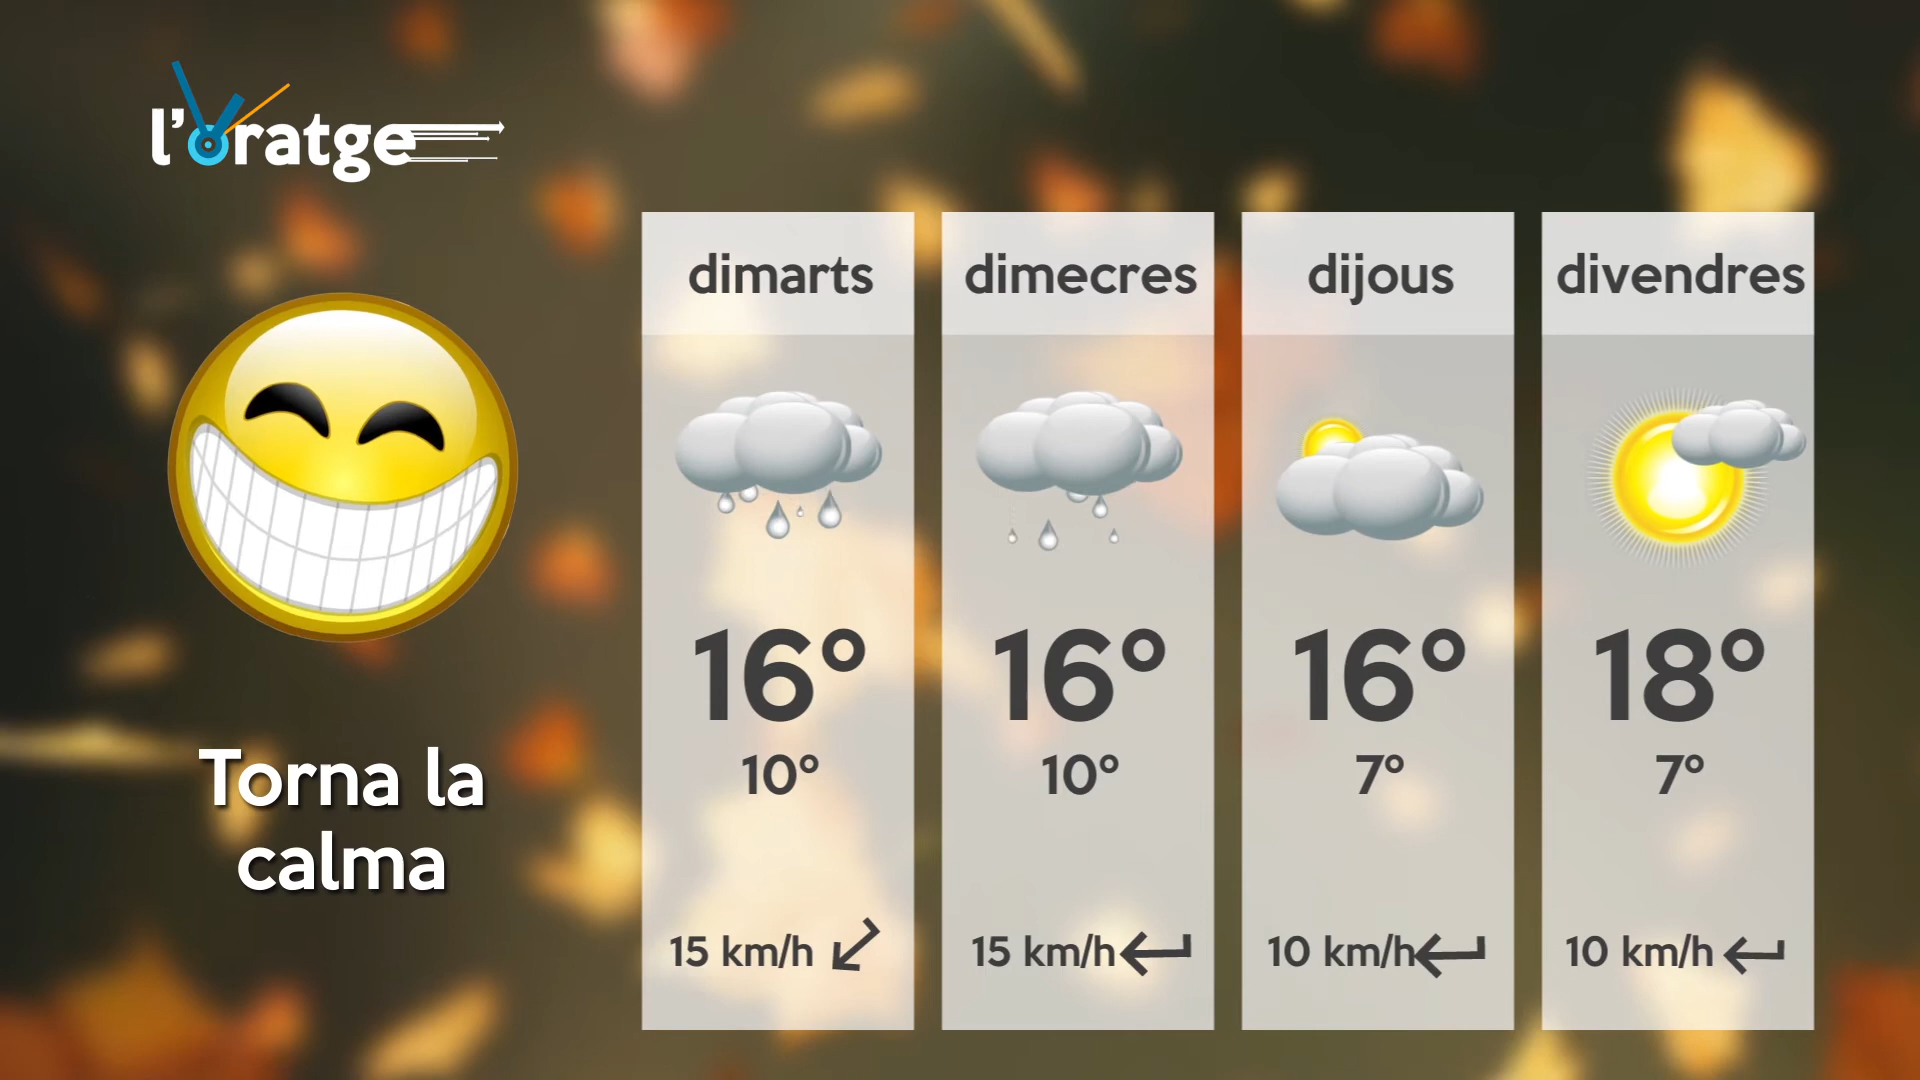 l'oratge
Torna la
calma
dimarts
16°
10°
15 km/h
dimecres
16°
10°
15 km/h
dijous
16°
7°
10 km/h
divendres
18°
7°
10 km/h